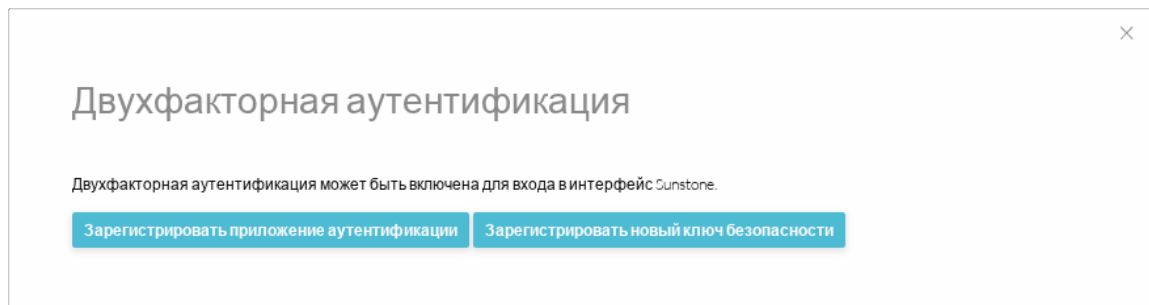 Двухфакторная аутентификация
Двухфакторная аутентификация может быть включена для входа в интерфейс Sunstone.
Зарегистрировать приложение аутентификации
Зарегистрировать новый ключ безопасности